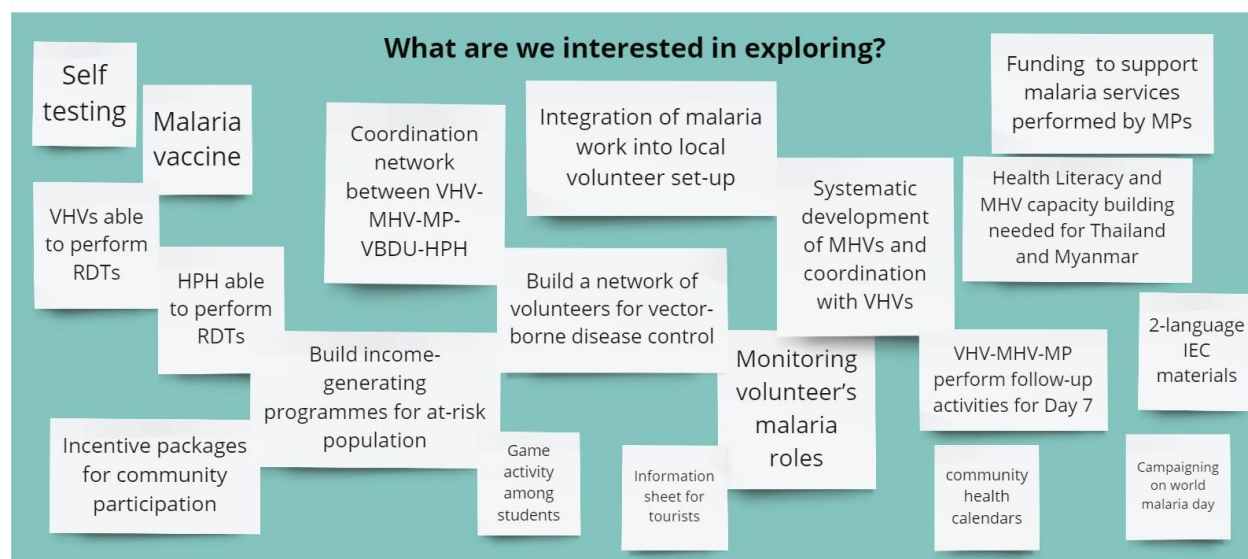 What are we interested in exploring?
Self
testing
Malaria
vaccine
VHVs able
to perform
RDTs
HPH able
to perform
RDTs
Coordination
network
between VHV-
MHV-MP-
VBDU-HPH
Integration of malaria
work into local
volunteer set-up
Systematic
development
of MHVs and
coordination
with VHVs
Funding to support
malaria services
performed by MPs
Health Literacy and
MHV capacity building
needed for Thailand
and Myanmar
Build a network of
volunteers for vector-
borne disease control
Build income-
generating
programmes for at-risk
population
Monitoring
volunteer's
malaria
roles
VHV-MHV-MP
perform follow-up
activities for Day 7
2-language
IEC
materials
Incentive packages
for community
participation
Game
activity
among
students
Information
sheet for
tourists
community
health
calendars
Campaigning
on world
malaria day